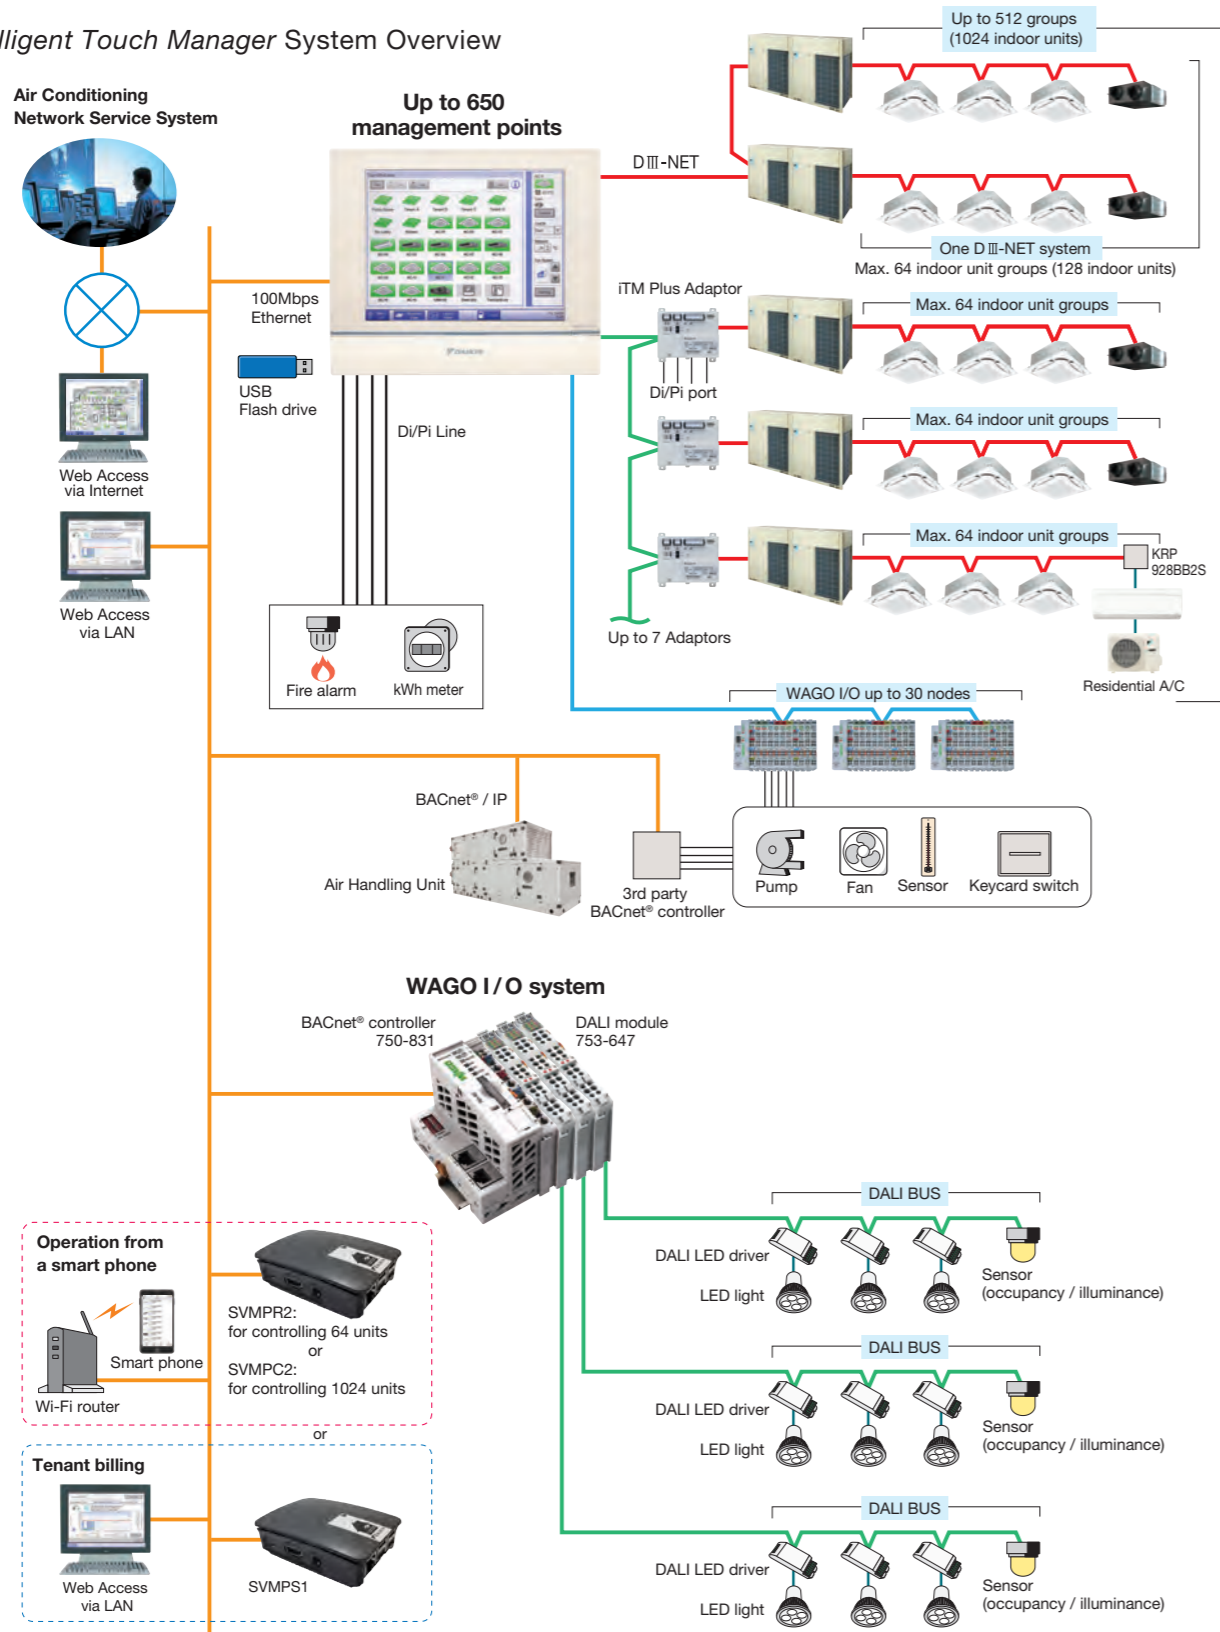 lligent Touch Manager System Overview
Air Conditioning
Network Service System
Up to 650
management points
Up to 512 groups
(1024 indoor units)
DⅢ-NET
One DⅢ-NET system
Max. 64 indoor unit groups (128 indoor units)
100Mbps
Ethernet
USB
Flash drive
DAIKIN
Di/Pi Line
iTM Plus Adaptor
Di/Pi port
Max. 64 indoor unit groups
Max. 64 indoor unit groups
Max. 64 indoor unit groups
KRP
928BB2S
Up to 7 Adaptors
Residential A/C
Web Access
via Internet
Web Access
via LAN
Fire alarm
kWh meter
WAGO I/O up to 30 nodes
BACnet® / IP
Air Handling Unit
3rd party
BACnet® controller
Pump
Fan
Sensor
Keycard switch
WAGO I/O system
BACnet® controller
750-831
DALI module
753-647
DALI BUS
DALI LED driver
LED light
Sensor
(occupancy / illuminance)
DALI BUS
DALI LED driver
LED light
Sensor
(occupancy / illuminance)
DALI BUS
DALI LED driver
LED light
Sensor
(occupancy / illuminance)
Operation from
a smart phone
Smart phone
Wi-Fi router
SVMPR2:
for controlling 64 units
or
SVMPC2:
for controlling 1024 units
or
Tenant billing
Web Access
via LAN
SVMPS1